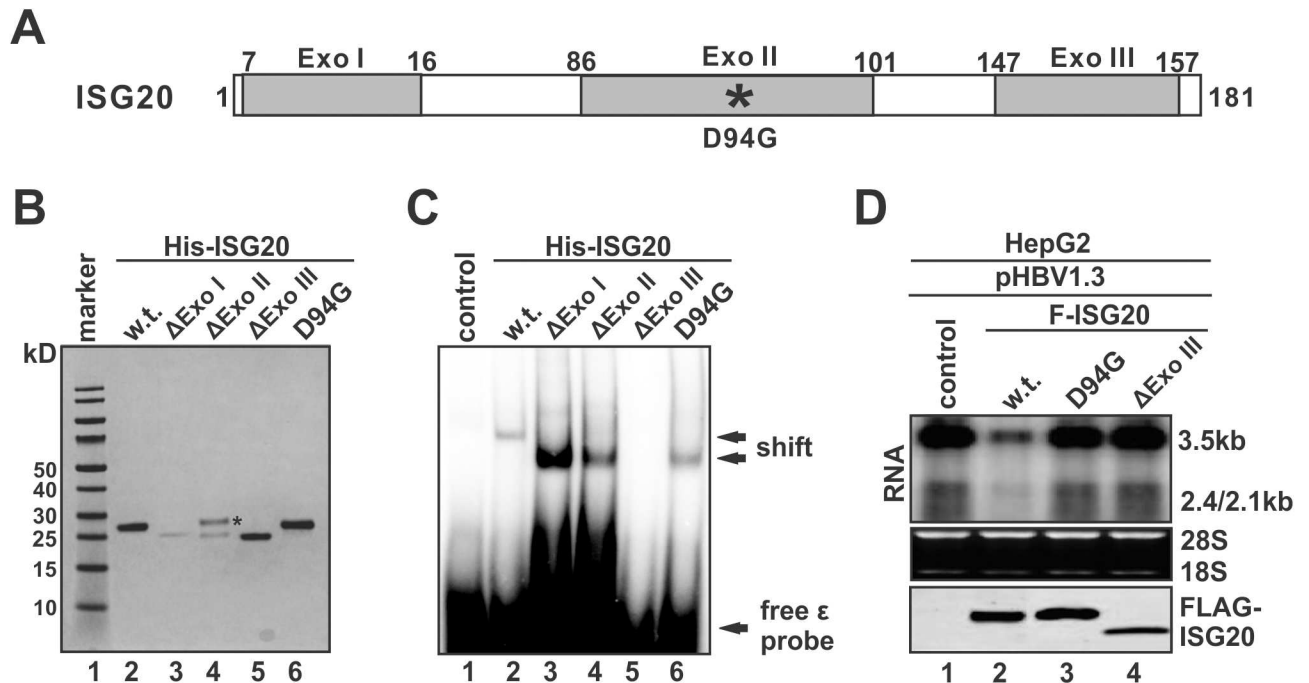 A
7 Exo I 16 86 Exo II 101 147 Exo III 157
ISG20 1 * 181
D94G
B
His-ISG20
marker w.t. ΔExo I ΔExo II ΔExo III D94G
kD
50
40
30 *
25
15
10
1 2 3 4 5 6
C
His-ISG20
control w.t. ΔExo I ΔExo II ΔExo III D94G
shift
free ε
probe
1 2 3 4 5 6
D
HepG2
pHBV1.3
F-ISG20
control w.t. D94G ΔExo III
RNA
3.5kb
2.4/2.1kb
28S
18S
FLAG-
ISG20
1 2 3 4